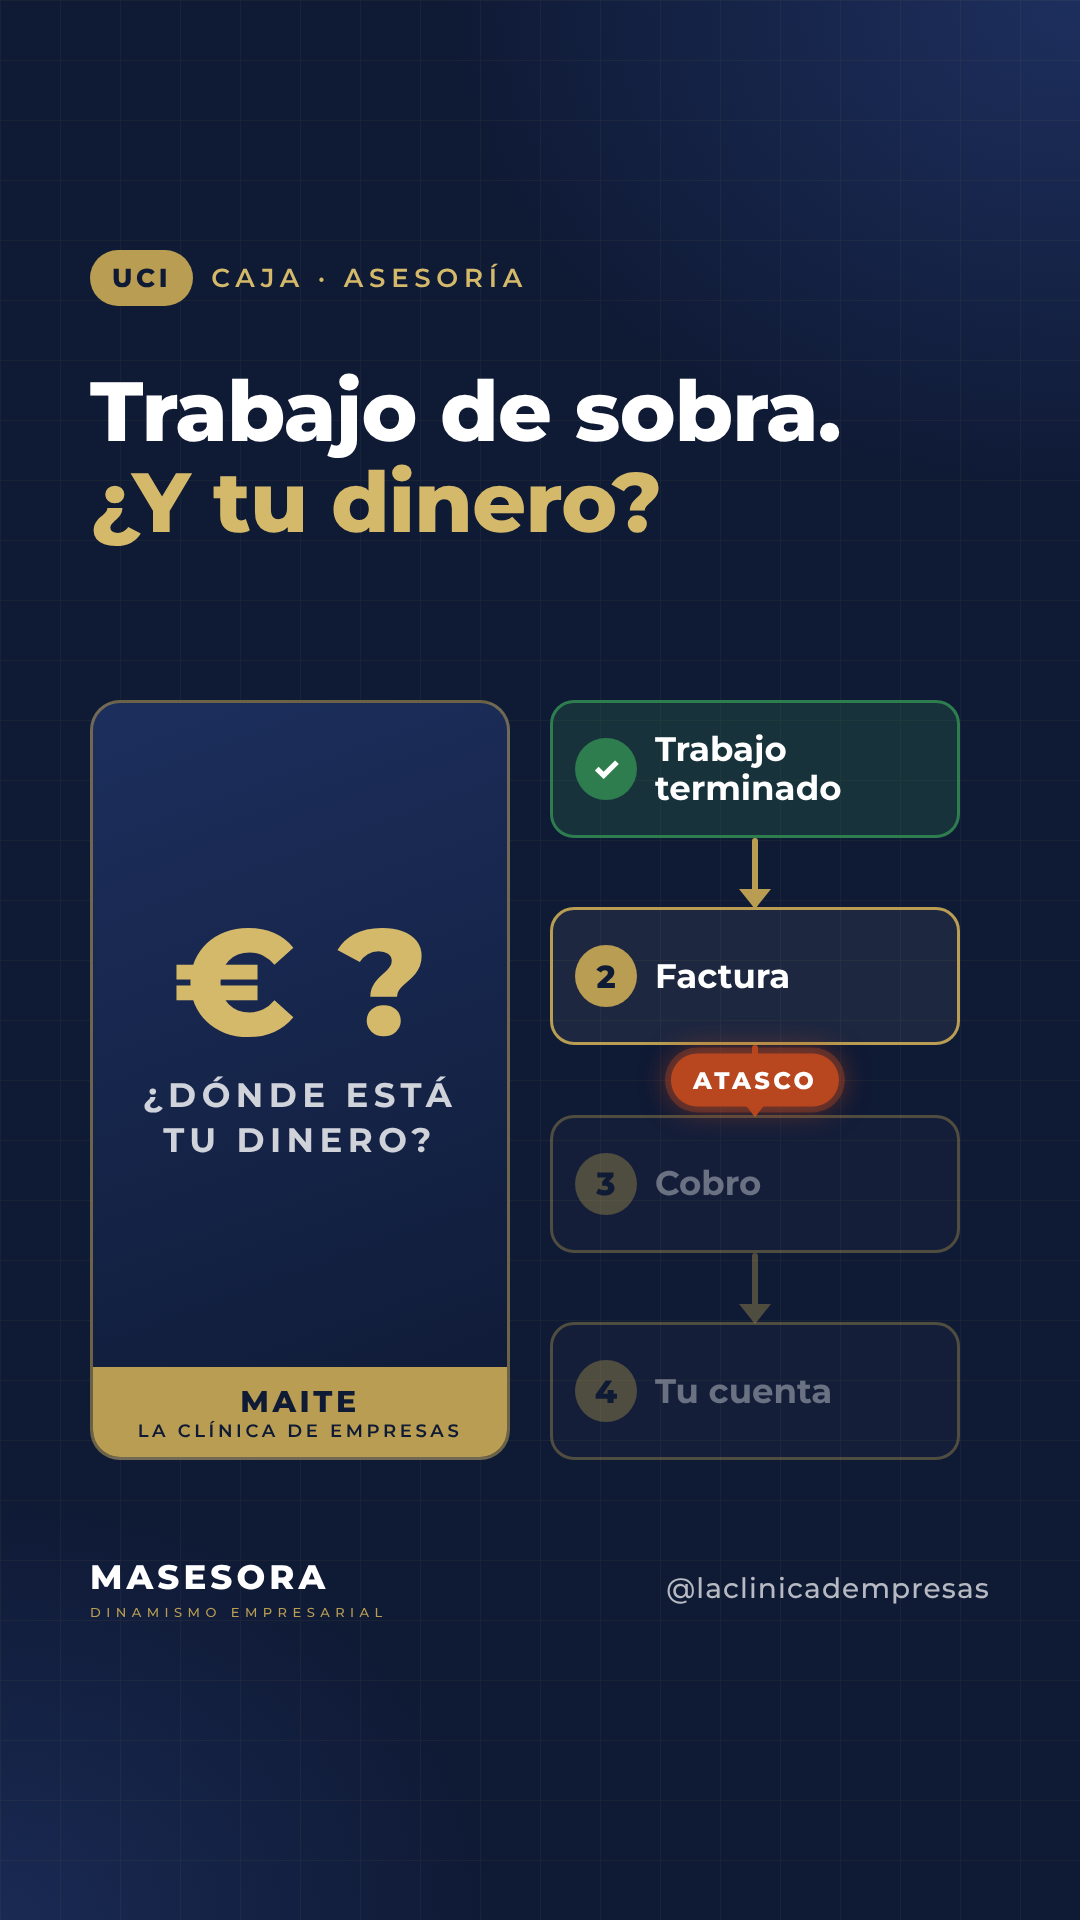 UCI CAJA · ASESORÍA
Trabajo de sobra.
¿Y tu dinero?
€ ?
¿DÓNDE ESTÁ
TU DINERO?
MAITE
LA CLÍNICA DE EMPRESAS
Trabajo
terminado
2 Factura
ATASCO
3 Cobro
4 Tu cuenta
MASESORA
DINAMISMO EMPRESARIAL
@laclinicadempresas